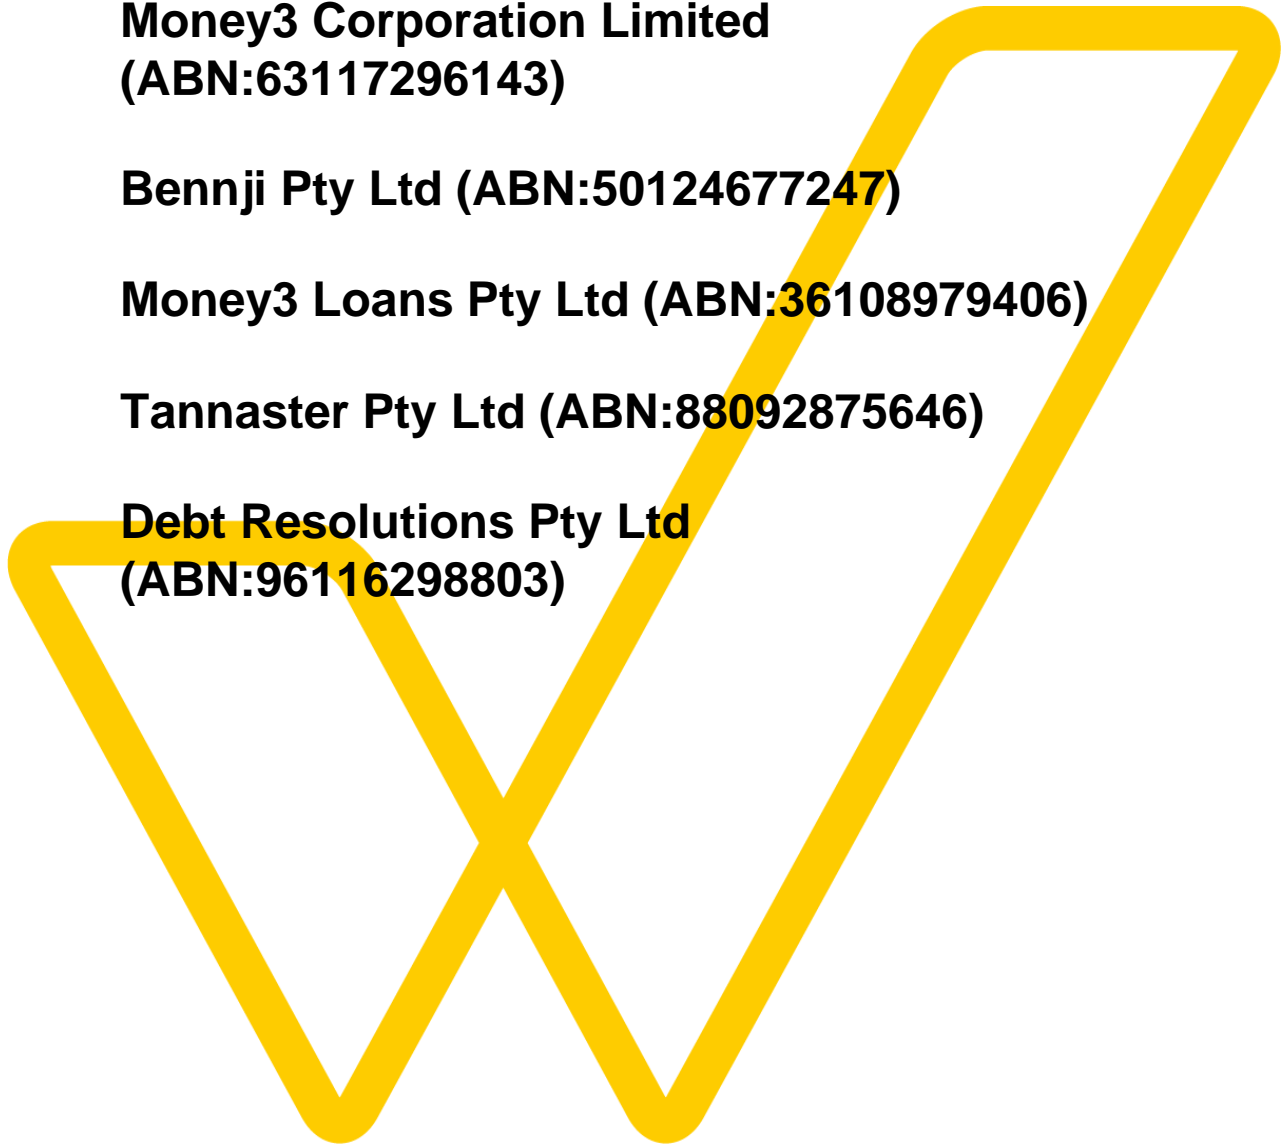 Money3 Corporation Limited
(ABN:63117296143)
Bennji Pty Ltd (ABN:50124677247)
Money3 Loans Pty Ltd (ABN:36108979406)
Tannaster Pty Ltd (ABN:88092875646)
Debt Resolutions Pty Ltd
(ABN:96116298803)